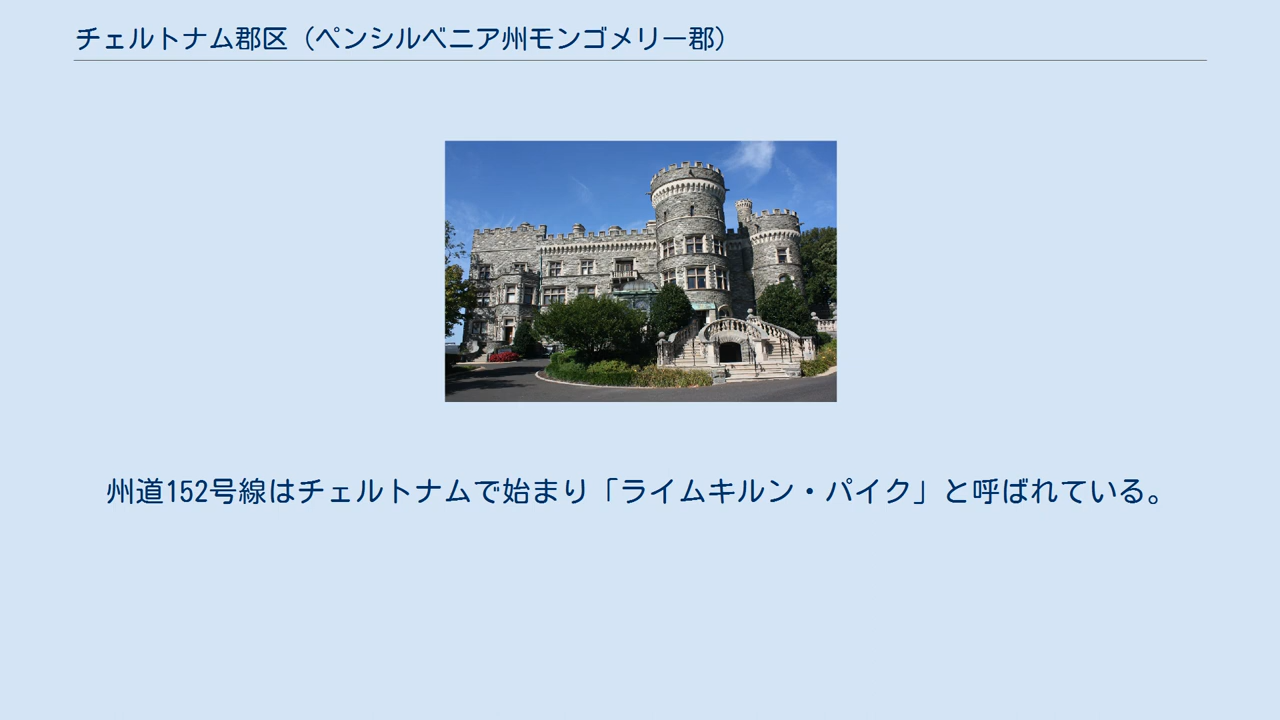 チェルトナム郡区（ペンシルベニア州モンゴメリー郡）
州道152号線はチェルトナムで始まり「ライムキルン・パイク」と呼ばれている。